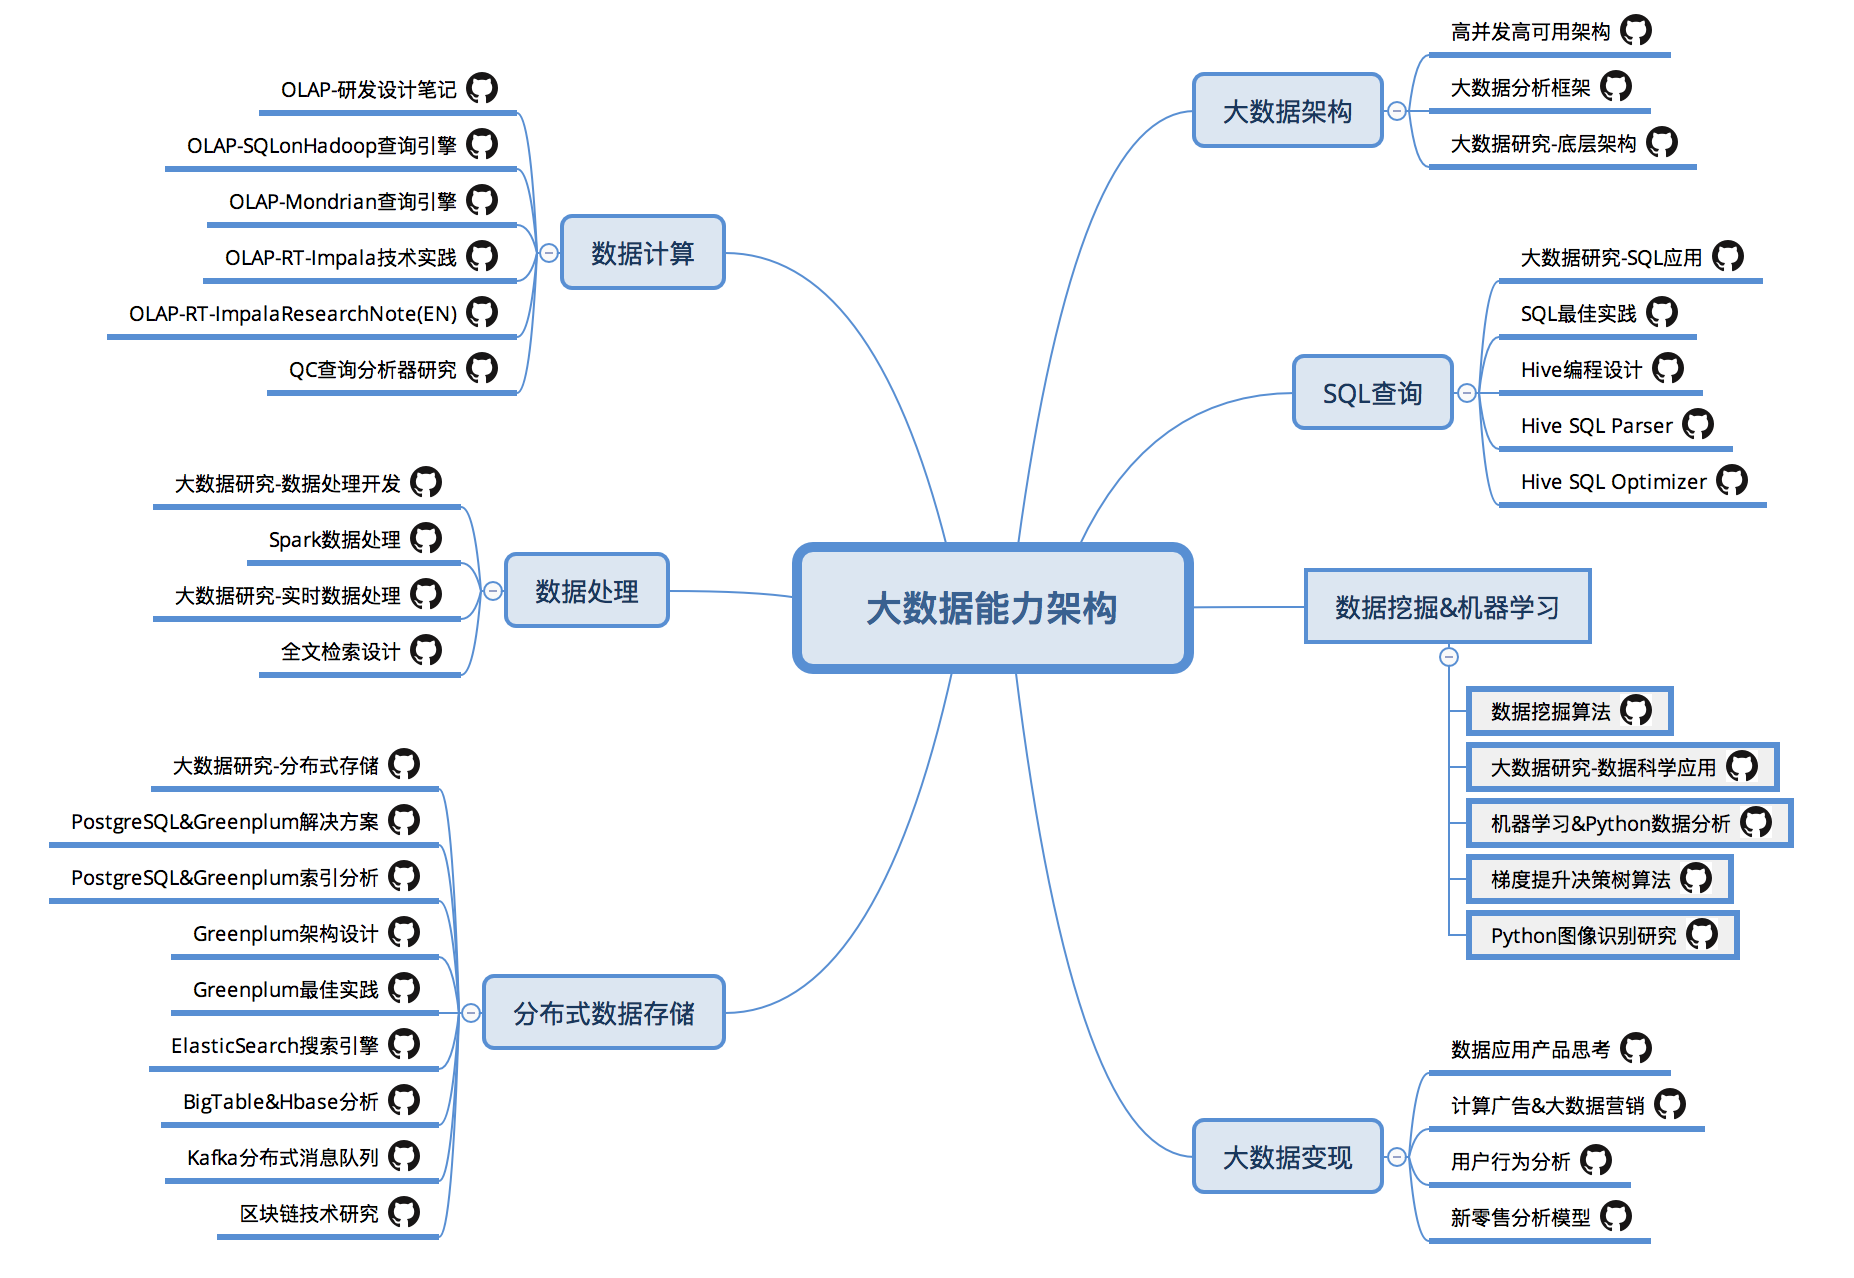 大数据能力架构
大数据架构
高并发高可用架构
大数据分析框架
大数据研究-底层架构
SQL查询
大数据研究-SQL应用
SQL最佳实践
Hive编程设计
Hive SQL Parser
Hive SQL Optimizer
数据挖掘&机器学习
数据挖掘算法
大数据研究-数据科学应用
机器学习&Python数据分析
梯度提升决策树算法
Python图像识别研究
大数据变现
数据应用产品思考
计算广告&大数据营销
用户行为分析
新零售分析模型
数据计算
OLAP-研发设计笔记
OLAP-SQLonHadoop查询引擎
OLAP-Mondrian查询引擎
OLAP-RT-Impala技术实践
OLAP-RT-ImpalaResearchNote(EN)
QC查询分析器研究
数据处理
大数据研究-数据处理开发
Spark数据处理
大数据研究-实时数据处理
全文检索设计
分布式数据存储
大数据研究-分布式存储
PostgreSQL&Greenplum解决方案
PostgreSQL&Greenplum索引分析
Greenplum架构设计
Greenplum最佳实践
ElasticSearch搜索引擎
BigTable&Hbase分析
Kafka分布式消息队列
区块链技术研究